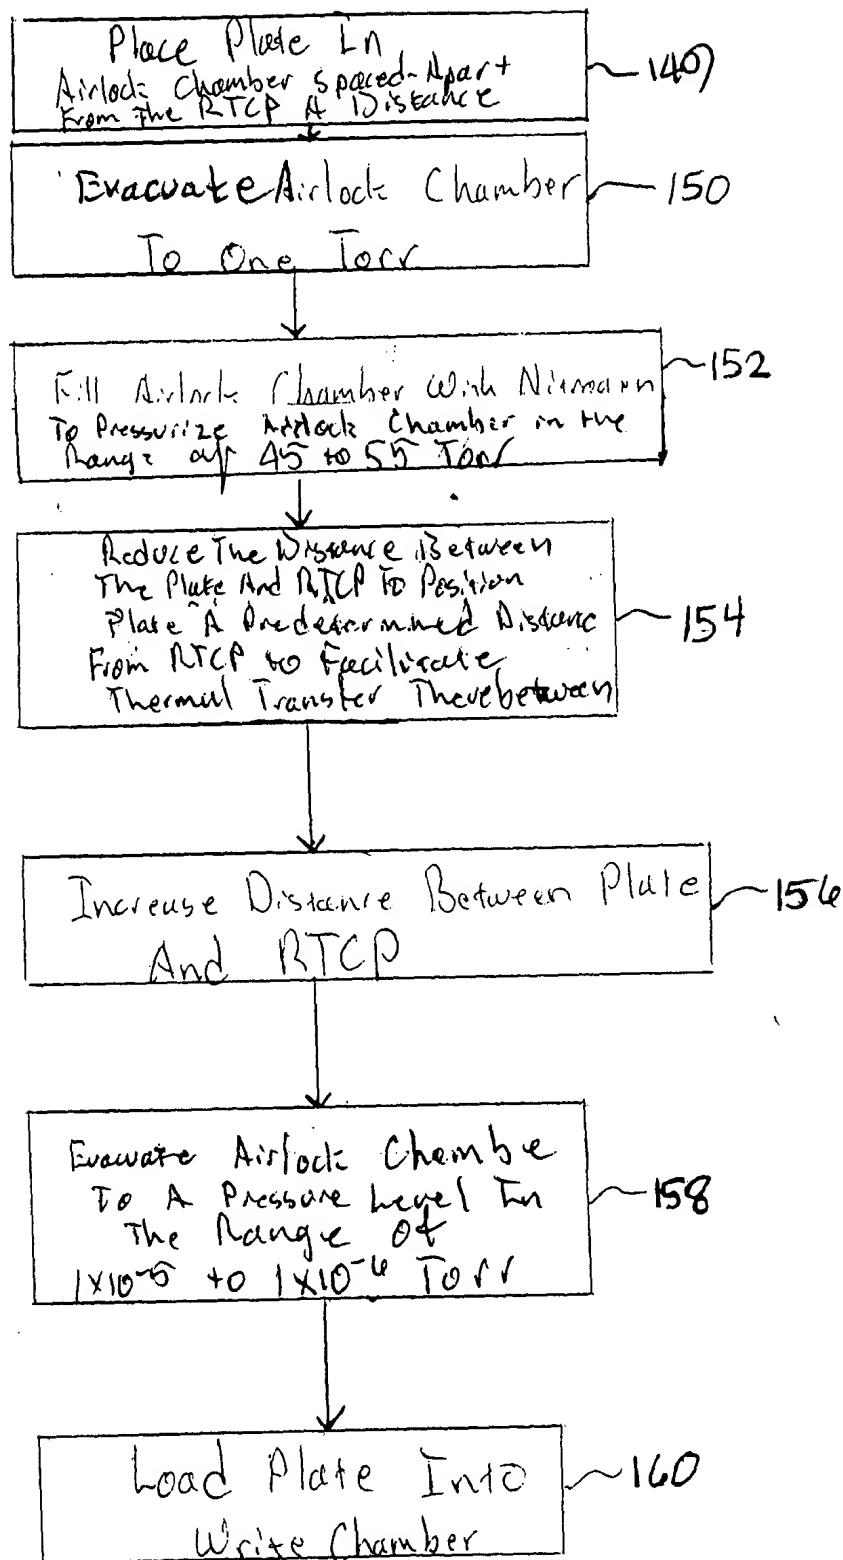 Place Plate In
Airlock Chamber Spaced-Apart
From The RTCP A Distance
149
Evacuate Airlock Chamber
To One Torr
150
Fill Airlock Chamber With
To Pressurize Airlock Chamber in the
Range of 45 to 55 Torr
152
Reduce The Distance Between
The Plate And RTCP To Position
Plate A Predetermined Distanc
From RTCP to Facilitate
Thermal Transfer Therebetween
154
Increase Distance Between Plate
And RTCP
156
Evacuate Airlock Chambe
To A Pressure Level In
The Range Of
1x10-5 to 1x10-6 Torr
158
Load Plate Into
Write Chamber
160